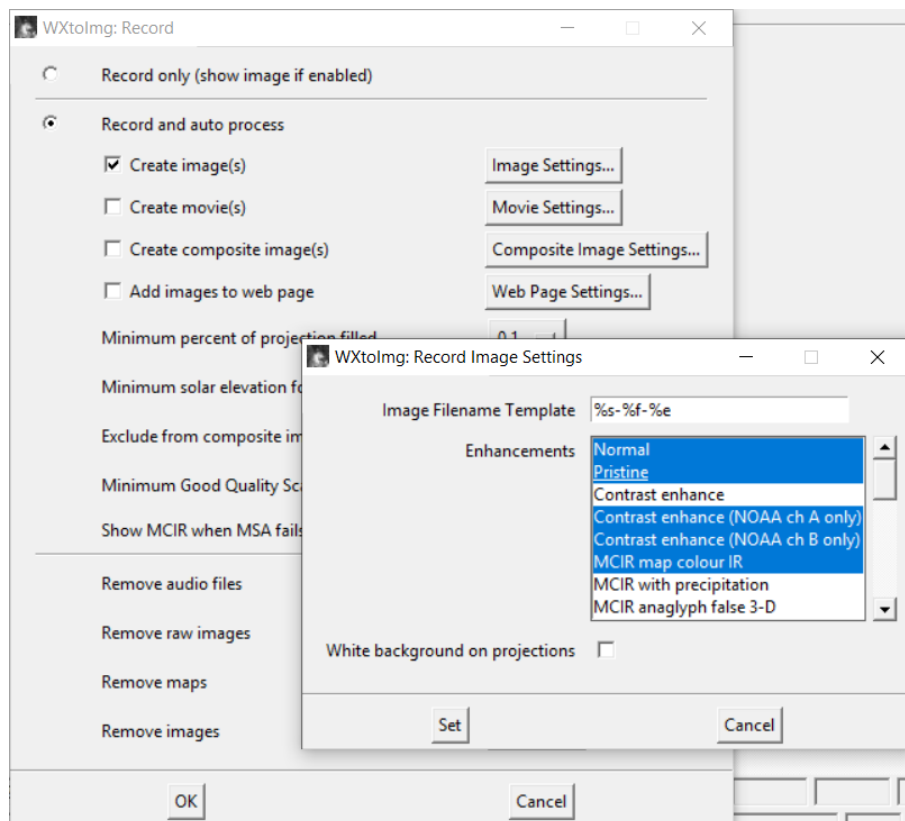 WXtoImg: Record
Record only (show image if enabled)
Record and auto process
Create image(s) Image Settings...
Create movie(s) Movie Settings...
Create composite image(s) Composite Image Settings...
Add images to web page Web Page Settings...
Minimum percent of projection filled 0.1
Minimum solar elevation
Exclude from composite
Minimum Good Quality
Show MCIR when MSA fails
Remove audio files
Remove raw images
Remove maps
Remove images
OK Cancel
WXtoImg: Record Image Settings
Image Filename Template %s-%f-%e
Enhancements
Normal
Pristine
Contrast enhance
Contrast enhance (NOAA ch A only)
Contrast enhance (NOAA ch B only)
MCIR map colour IR
MCIR with precipitation
MCIR anaglyph false 3-D
White background on projections
Set Cancel